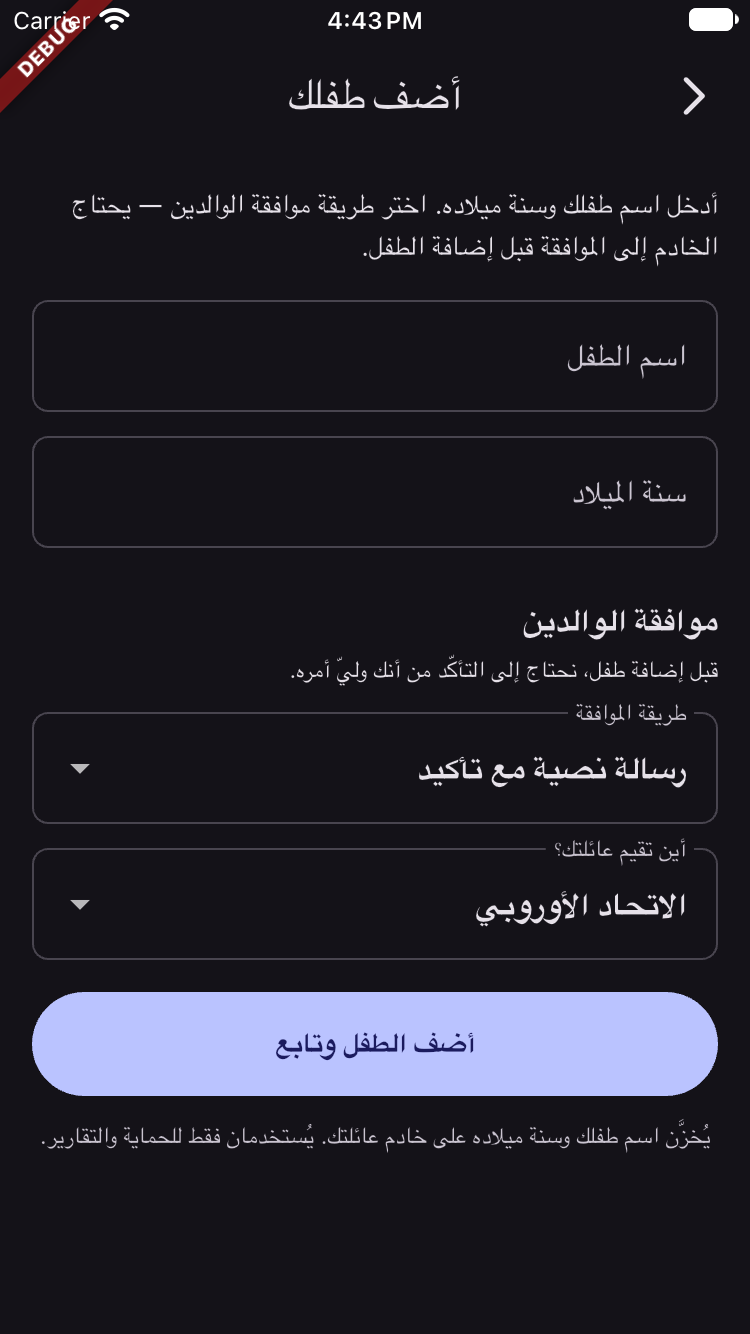 Carrier
4:43 PM
DEBUG
أضف طفلك
أدخل اسم طفلك وسنة ميلاده. اختر طريقة موافقة الوالدين — يحتاج
الخادم إلى الموافقة قبل إضافة الطفل.
اسم الطفل
سنة الميلاد
موافقة الوالدين
قبل إضافة طفل، نحتاج إلى التأكّد من أنك وليّ أمره.
طريقة الموافقة
رسالة نصية مع تأكيد
أين تقيم عائلتك؟
الاتحاد الأوروبي
أضف الطفل وتابع
يُخزَّن اسم طفلك وسنة ميلاده على خادم عائلتك. يُستخدمان فقط للحماية والتقارير.